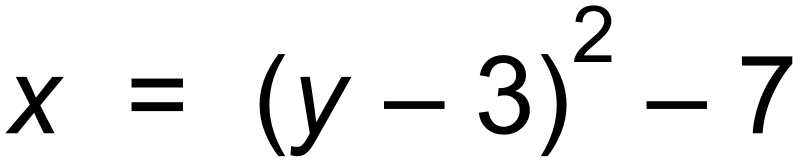 x = (y – 3)² – 7